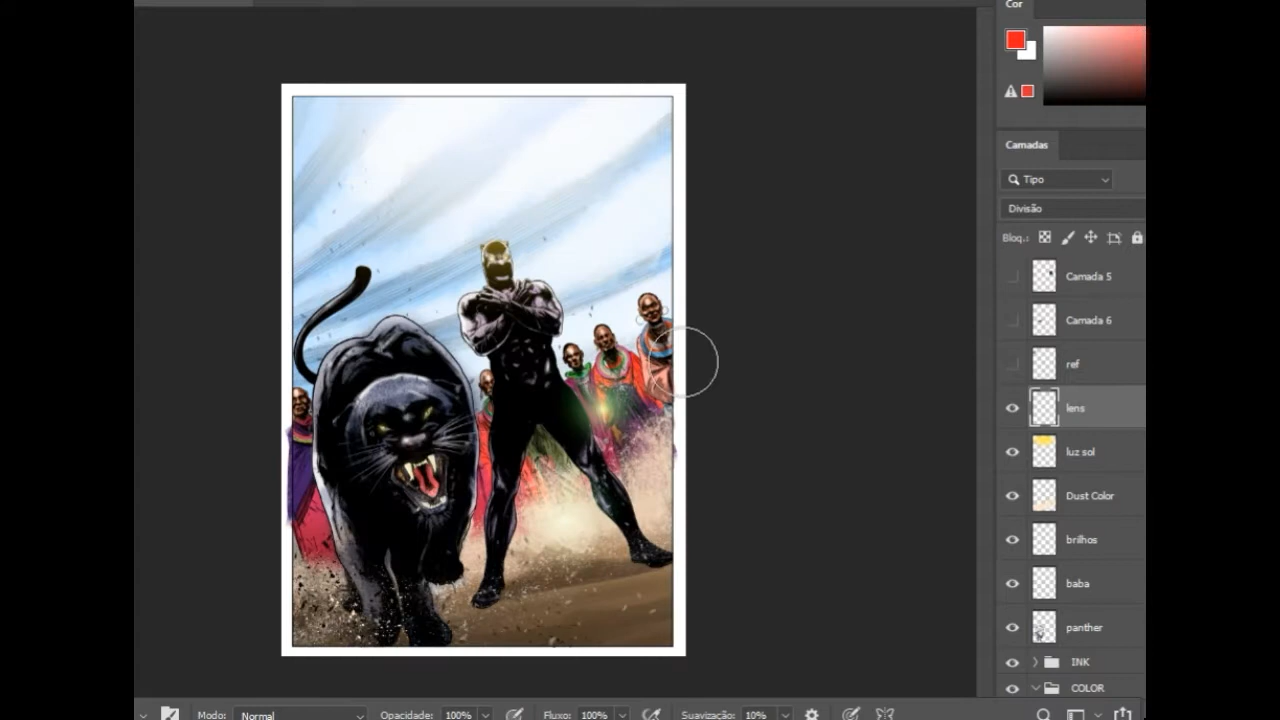 Cor
Camadas
Tipo
Divisão
Bloq.:
Camada 5
Camada 6
ref
lens
luz sol
Dust Color
brilhos
baba
panther
INK
COLOR
Modo: Normal Opacidade: 100% Fluxo: 100% Suavização: 10%